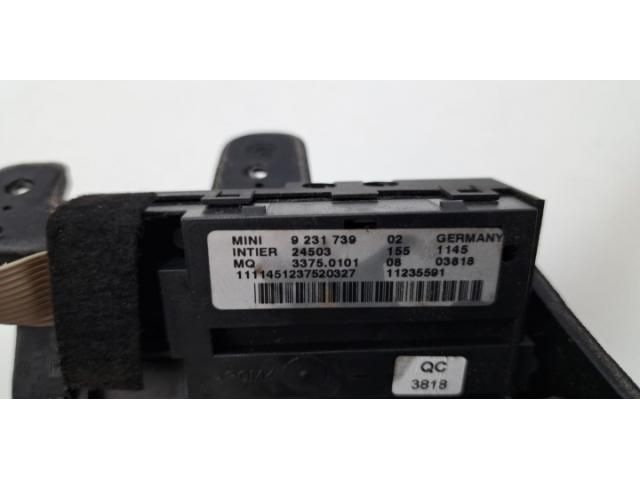 MINI 9 231 739 02 GERMANY
INTIER 24503 155 1145
MQ 3375.0101 08 03818
1111451237520327 11235591
QC
3818